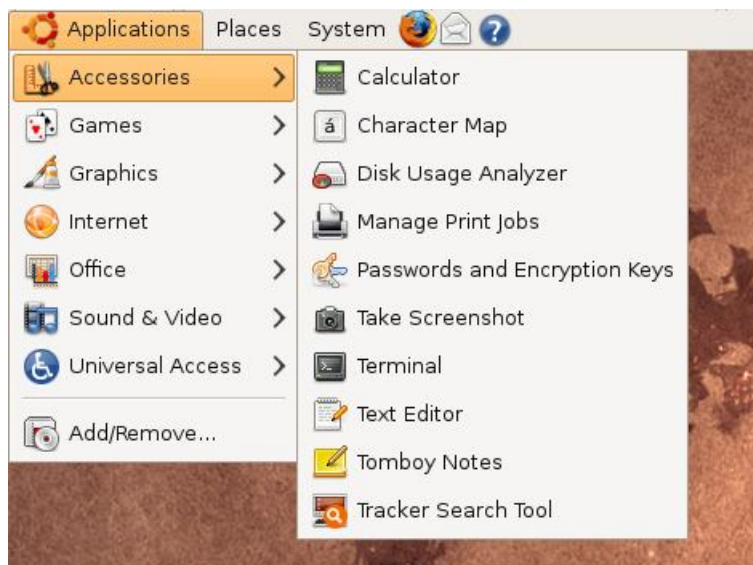 Applications Places System
Accessories
Games
Graphics
Internet
Office
Sound & Video
Universal Access
Add/Remove...
Calculator
á Character Map
Disk Usage Analyzer
Manage Print Jobs
Passwords and Encryption Keys
Take Screenshot
Terminal
Text Editor
Tomboy Notes
Tracker Search Tool